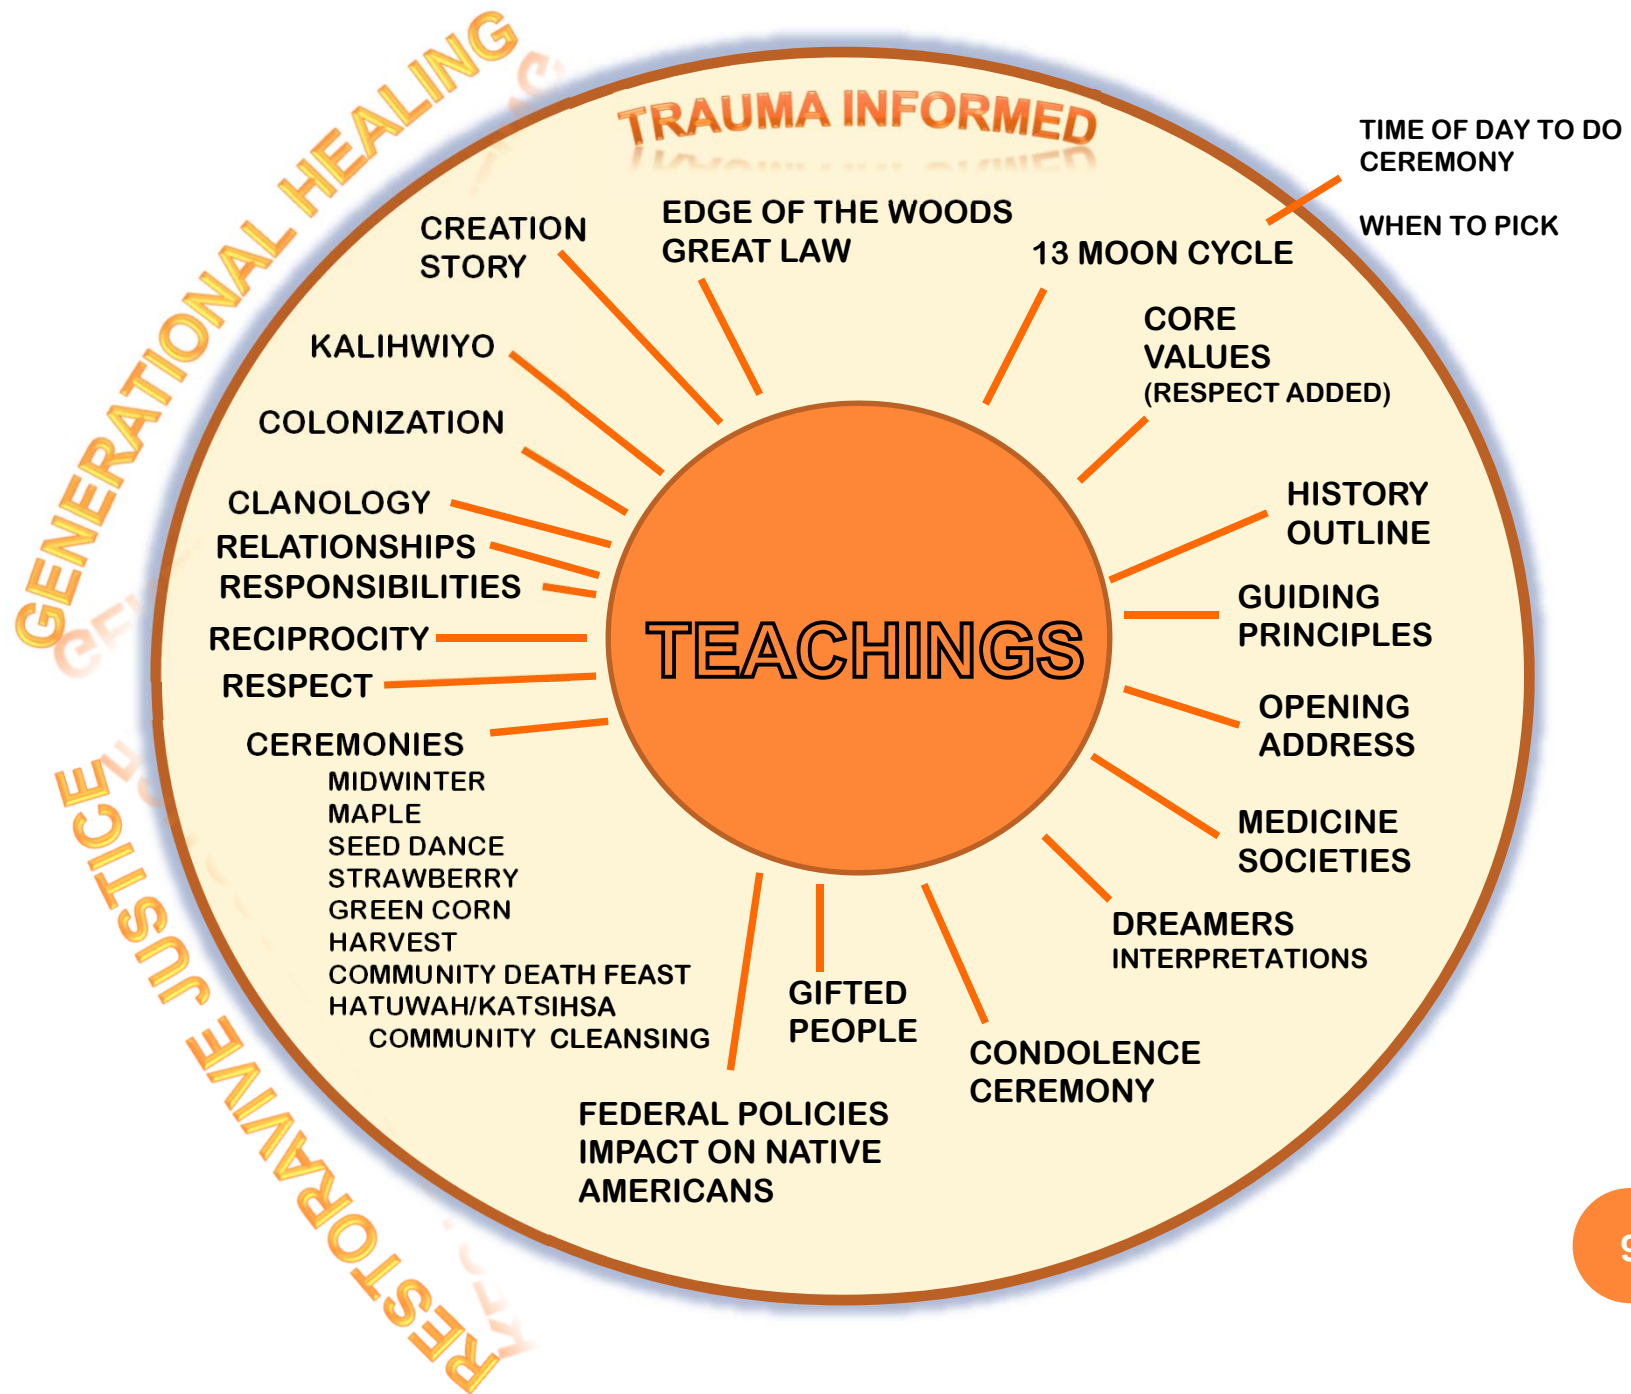 GENERATIONAL HEALING
TRAUMA INFORMED
TIME OF DAY TO DO
CEREMONY
WHEN TO PICK
EDGE OF THE WOODS
GREAT LAW
CREATION
STORY
13 MOON CYCLE
CORE
VALUES
(RESPECT ADDED)
KALIHWIYO
COLONIZATION
HISTORY
OUTLINE
CLANOLOGY
RELATIONSHIPS
RESPONSIBILITIES
GUIDING
PRINCIPLES
RECIPROCITY
TEACHINGS
RESPECT
OPENING
ADDRESS
CEREMONIES
MIDWINTER
MAPLE
SEED DANCE
STRAWBERRY
GREEN CORN
HARVEST
COMMUNITY DEATH FEAST
HATUWAH/KATSIHSA
COMMUNITY CLEANSING
MEDICINE
SOCIETIES
DREAMERS
INTERPRETATIONS
GIFTED
PEOPLE
CONDOLENCE
CEREMONY
FEDERAL POLICIES
IMPACT ON NATIVE
AMERICANS
RESTORAVIVE JUSTICE
9